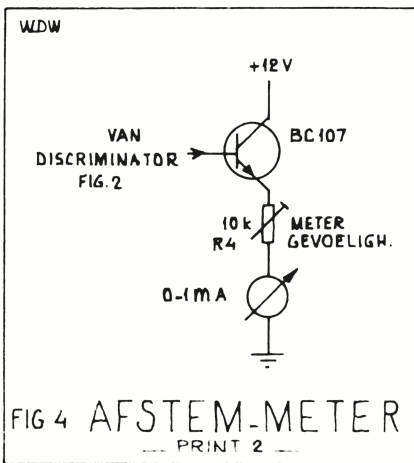 WDW
+12V
BC107
VAN
DISCRIMINATOR
FIG.2
10k
R4
METER
GEVOELIGH.
0-1mA
FIG 4 AFSTEM-METER
PRINT 2